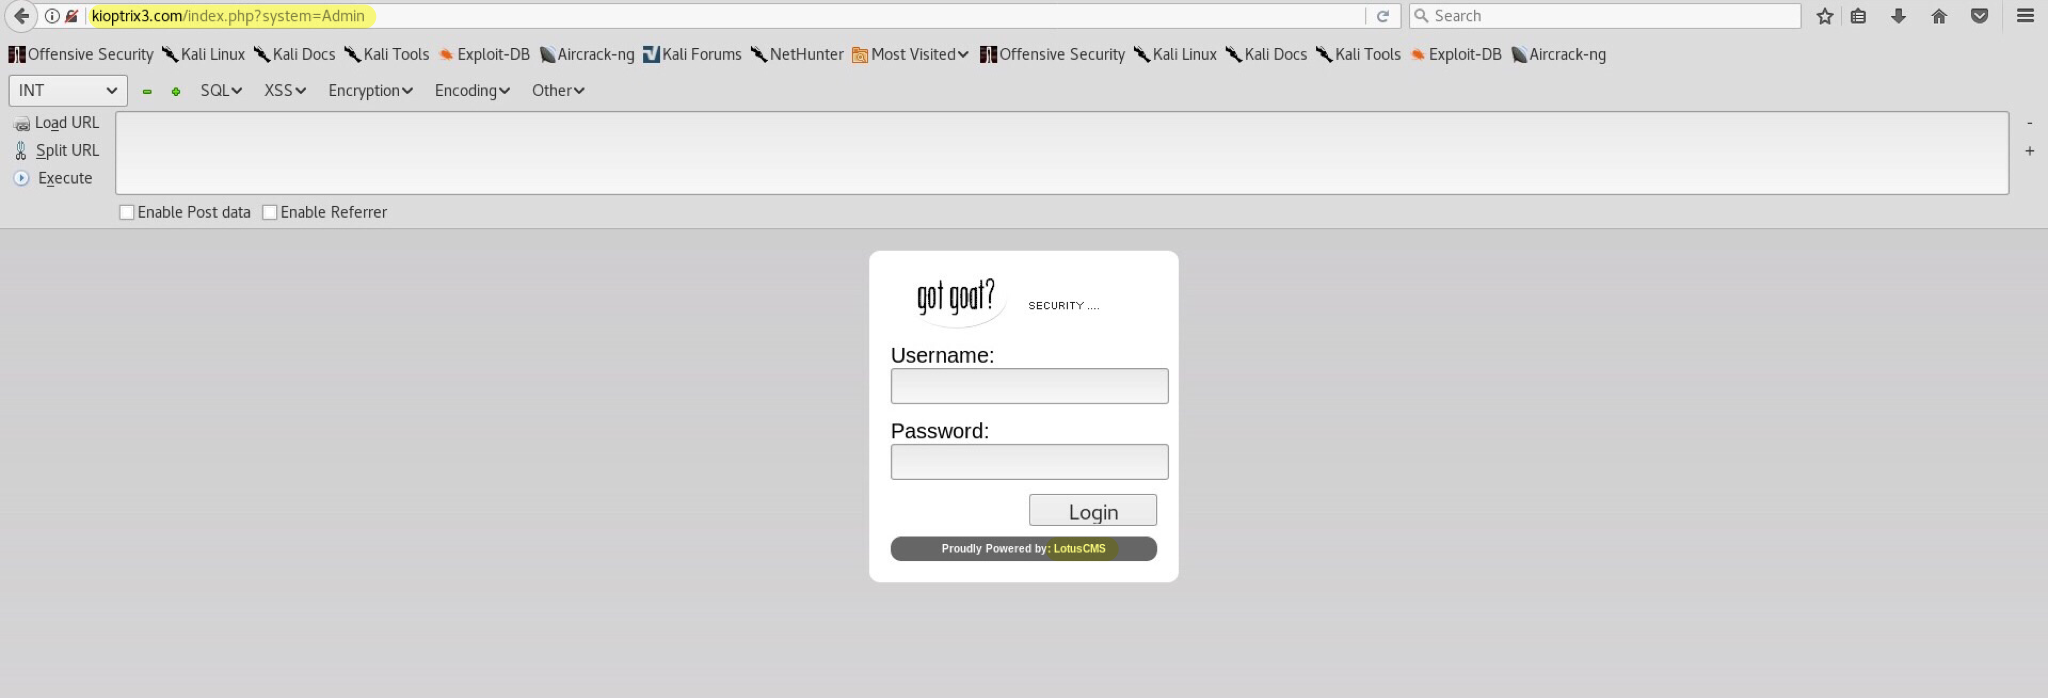 kioptrix3.com/index.php?system=Admin Search
Offensive Security Kali Linux Kali Docs Kali Tools Exploit-DB Aircrack-ng Kali Forums NetHunter Most Visited Offensive Security Kali Linux Kali Docs Kali Tools Exploit-DB Aircrack-ng
INT SQL XSS Encryption Encoding Other
Load URL -
Split URL +
Execute
Enable Post data Enable Referrer
got goat? SECURITY ....
Username:
Password:
Login
Proudly Powered by: LotusCMS